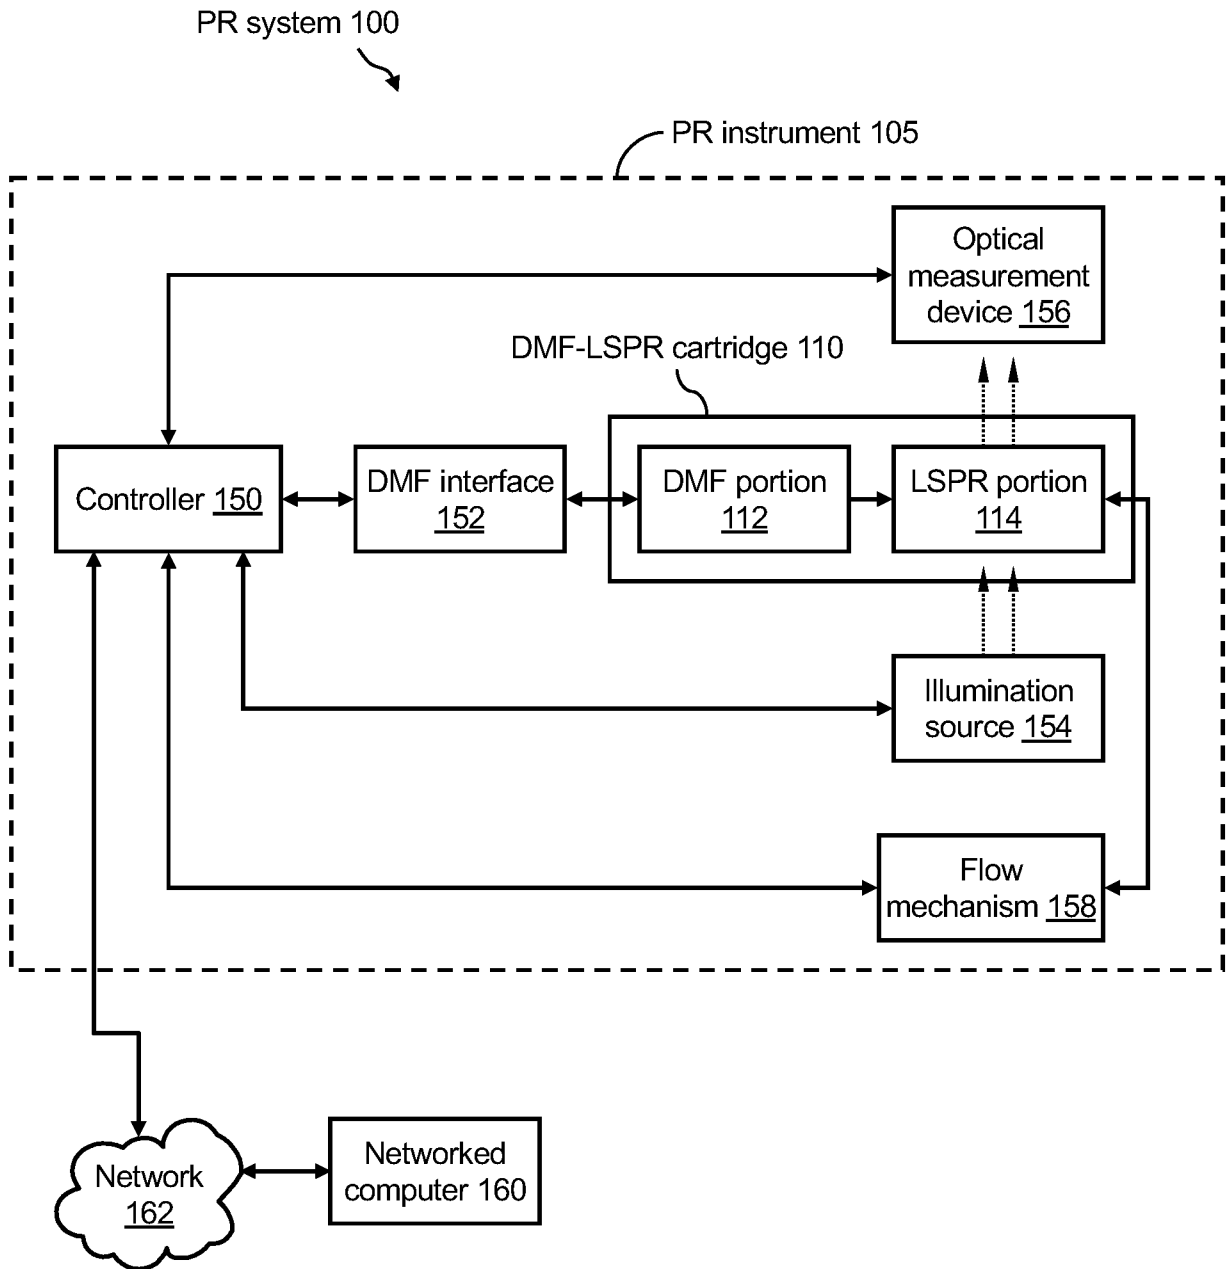 PR system 100
PR instrument 105
Optical
measurement
device 156
DMF-LSPR cartridge 110
Controller 150
DMF interface
152
DMF portion
112
LSPR portion
114
Illumination
source 154
Flow
mechanism 158
Network
162
Networked
computer 160